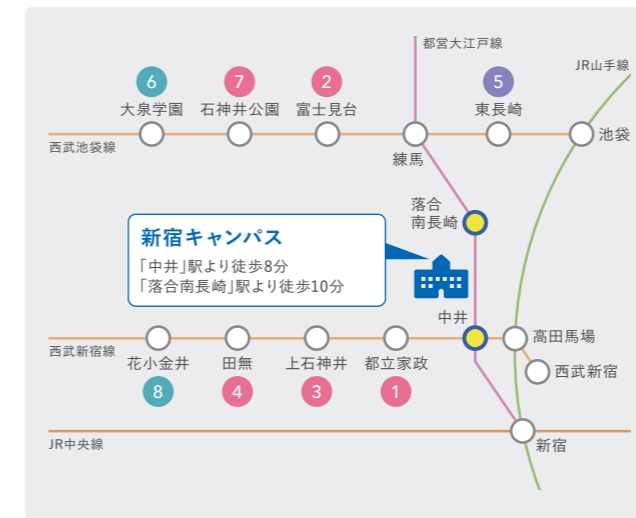 都営大江戸線
JR山手線
6
7
2
5
大泉学園
石神井公園
富士見台
東長崎
西武池袋線
練馬
池袋
落合
南長崎
新宿キャンパス
「中井」駅より徒歩8分
「落合南長崎」駅より徒歩10分
中井
高田馬場
西武新宿線
花小金井
田無
上石神井
都立家政
西武新宿
8
4
3
1
JR中央線
新宿